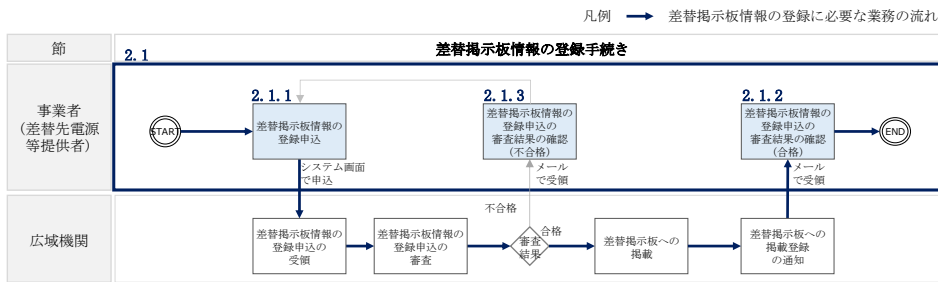 凡例 差替掲示板情報の登録に必要な業務の流れ
節
差替掲示板情報の登録手続き
2.1
事業者
(差替先電源
等提供者)
START
2.1.1
差替掲示板情報の
登録申込
システム画面
で申込
2.1.3
差替掲示板情報の
登録申込の
審査結果の確認
(不合格)
メール
で受領
2.1.2
差替掲示板情報の
登録申込の
審査結果の確認
(合格)
メール
で受領
END
広域機関
差替掲示板情報の
登録申込の
受領
差替掲示板情報の
登録申込の
審査
不合格
審査
結果
合格
差替掲示板への
掲載
差替掲示板への
掲載登録
の通知